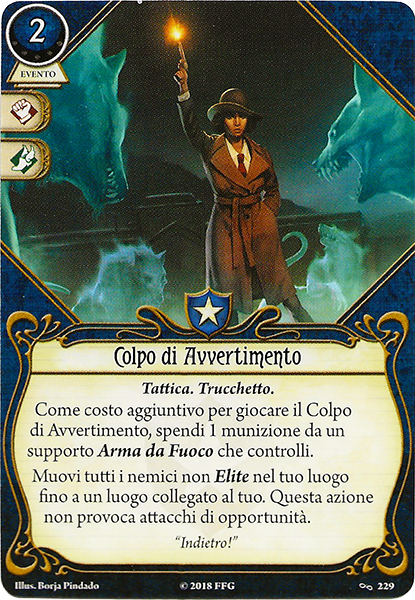 2
EVENTO
Colpo di Avvertimento
Tattica. Trucchetto.
Come costo aggiuntivo per giocare il Colpo
di Avvertimento, spendi 1 munizione da un
supporto Arma da Fuoco che controlli.
Muovi tutti i nemici non Elite nel tuo luogo
fino a un luogo collegato al tuo. Questa azione
non provoca attacchi di opportunità.
“Indietro!”
Illus. Borja Pindado © 2018 FFG 229